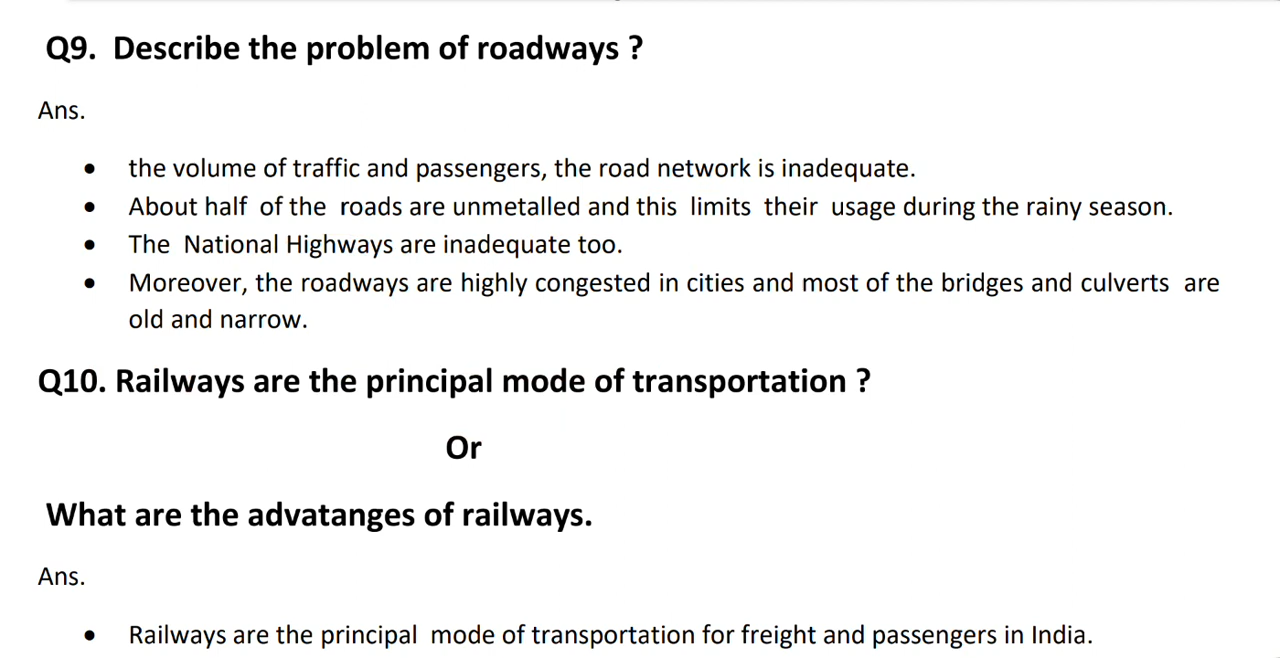 Q9. Describe the problem of roadways ?
Ans.
• the volume of traffic and passengers, the road network is inadequate.
• About half of the roads are unmetalled and this limits their usage during the rainy season.
• The National Highways are inadequate too.
• Moreover, the roadways are highly congested in cities and most of the bridges and culverts are
old and narrow.
Q10. Railways are the principal mode of transportation ?
Or
What are the advatanges of railways.
Ans.
• Railways are the principal mode of transportation for freight and passengers in India.